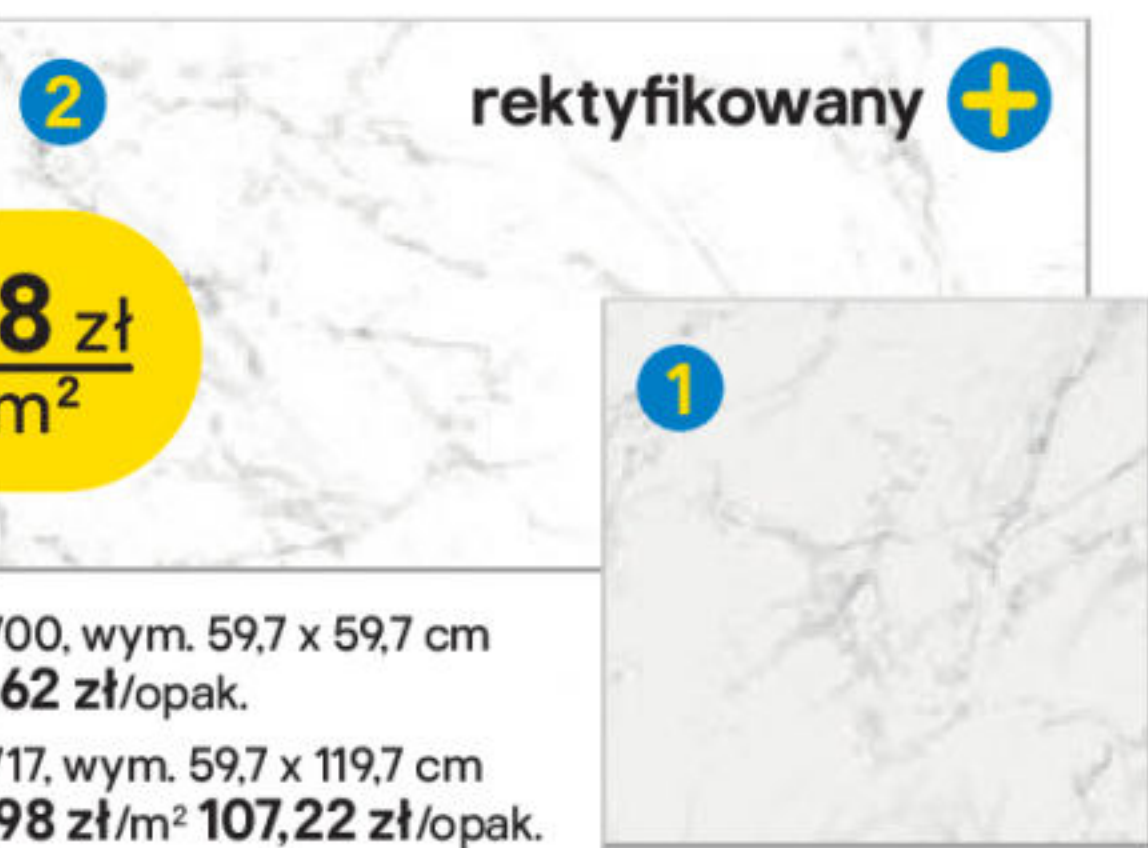 2
rektyfikowany +
8 zł
m²
1
/00, wym. 59,7 x 59,7 cm
62 zł/opak.
/17, wym. 59,7 x 119,7 cm
98 zł/m² 107,22 zł/opak.